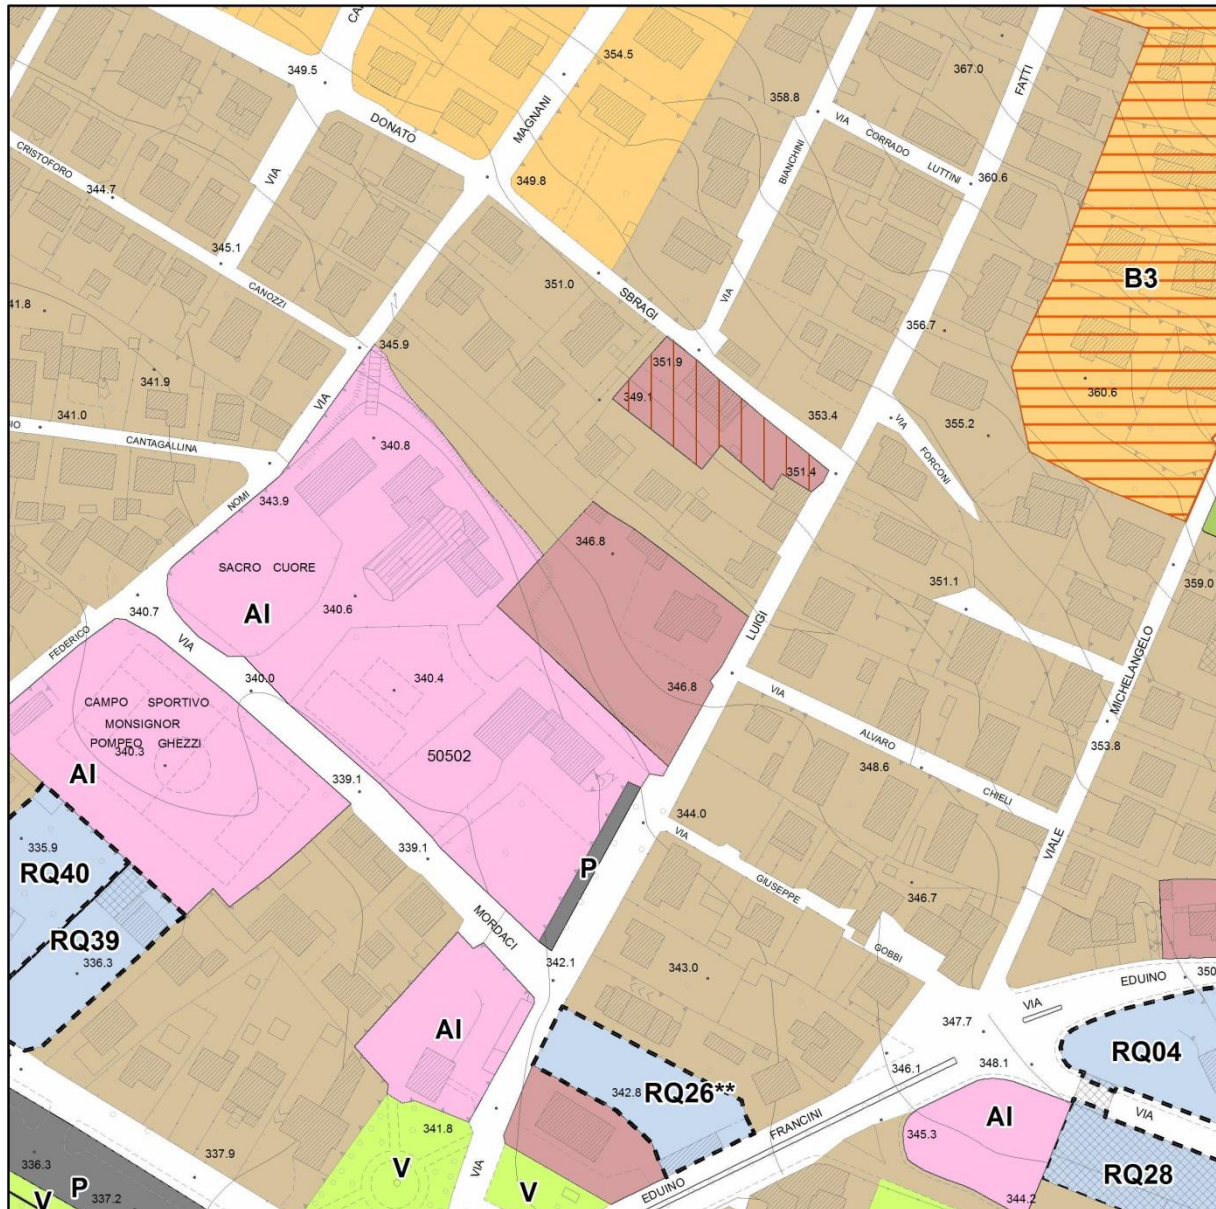 CA
354.5
367.0
349.5
MAGNANI
FATTI
358.8
DONATO
VIA
CORRADO
LUTTINI
CRISTOFORO
BIANCHINI
344.7
VIA
349.8
360.6
345.1
351.0
B3
CANOZZI
SBRAGI
VIA
41.8
356.7
345.9
351.9
341.9
360.6
349.1
VIA
341.0
353.4
VIA
355.2
IO
CANTAGALLINA
340.8
FORCONI
351.4
NOMI
343.9
346.8
SACRO CUORE
351.1
359.0
340.6
AI
340.7
LUIGI
FEDERICO
VIA
MICHELANGELO
340.0
340.4
346.8
VIA
CAMPO SPORTIVO
MONSIGNOR
POMPEO GHEZZI
340.3
ALVARO
353.8
50502
348.6
AI
339.1
CHIELI
344.0
VIA
VIALE
335.9
339.1
P
RQ40
GIUSEPPE
346.7
MORDACI
RQ39
GOBBI
336.3
342.1
343.0
EDUINO
350
VIA
347.7
AI
RQ04
348.1
346.1
342.8
RQ26**
AI
VIA
341.8
FRANCINI
345.3
336.3
337.9
VIA
V
RQ28
P
V
EDUINO
V
337.2
344.2